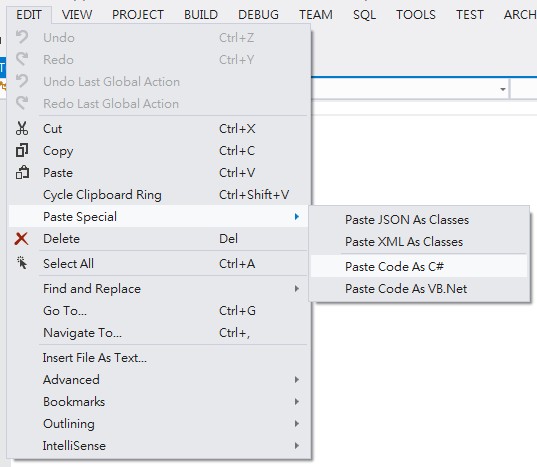 EDIT VIEW PROJECT BUILD DEBUG TEAM SQL TOOLS TEST ARCH
Undo Ctrl+Z
Redo Ctrl+Y
Undo Last Global Action
Redo Last Global Action
Cut Ctrl+X
Copy Ctrl+C
Paste Ctrl+V
Cycle Clipboard Ring Ctrl+Shift+V
Paste Special
Paste JSON As Classes
Paste XML As Classes
Paste Code As C#
Paste Code As VB.Net
Delete Del
Select All Ctrl+A
Find and Replace
Go To... Ctrl+G
Navigate To... Ctrl+,
Insert File As Text...
Advanced
Bookmarks
Outlining
IntelliSense